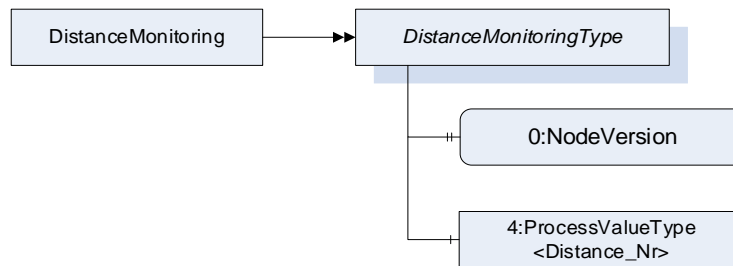 DistanceMonitoring
DistanceMonitoringType
0:NodeVersion
4:ProcessValueType
<Distance_Nr>